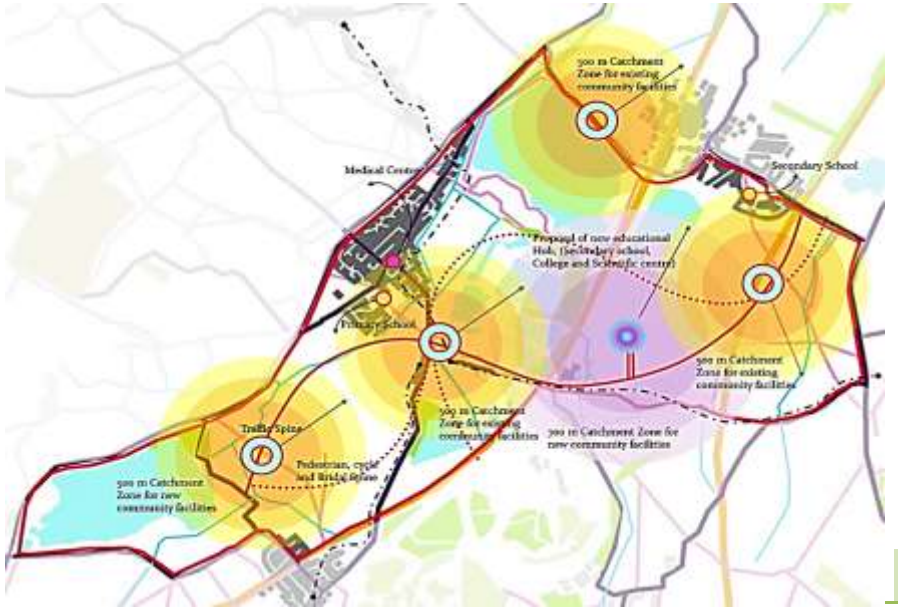 500 m Catchment
Zone for existing
community facilities
Medical Centre
Secondary School
Proposal of new educational
Hub, (Secondary school,
College and Scientific centre)
Primary School
500 m Catchment
Zone for existing
community facilities
500 m Catchment
Zone for existing
community facilities
700 m Catchment Zone for
new community facilities
Traffic Spine
Pedestrian, cycle
and Bridal Spine
500 m Catchment
Zone for new
community facilities